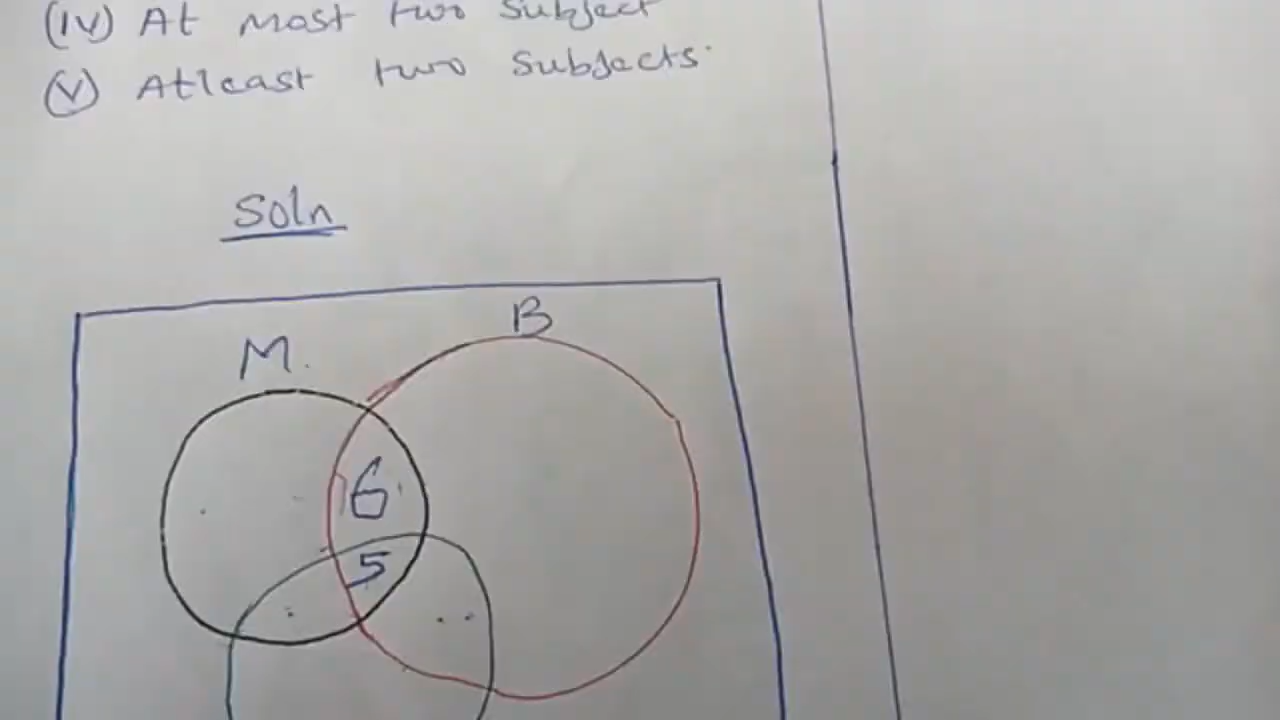 (iv) At most two subject
(v) Atleast two subjects.
Soln
B
M.
6
5